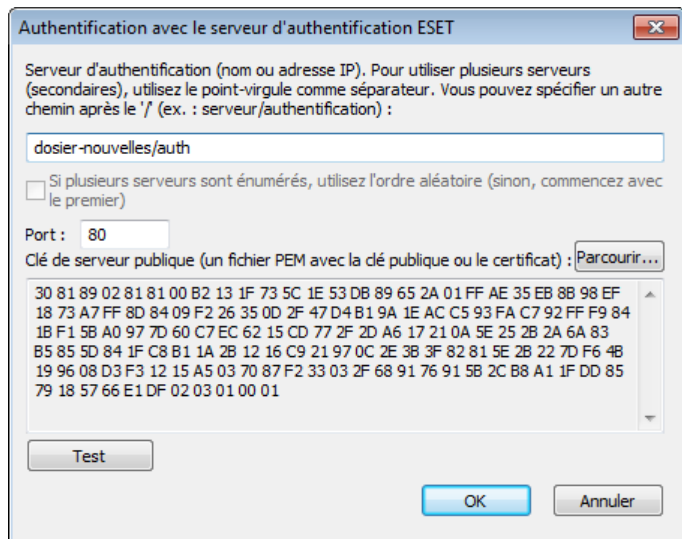 Authentification avec le serveur d'authentification ESET
Serveur d'authentification (nom ou adresse IP). Pour utiliser plusieurs serveurs
(secondaires), utilisez le point-virgule comme séparateur. Vous pouvez spécifier un autre
chemin après le '/' (ex. : serveur/authentification) :
dosier-nouvelles/auth
Si plusieurs serveurs sont énumérés, utilisez l'ordre aléatoire (sinon, commencez avec
le premier)
Port : 80
Clé de serveur publique (un fichier PEM avec la clé publique ou le certificat) : Parcourir...
30 81 89 02 81 81 00 B2 13 1F 73 5C 1E 53 DB 89 65 2A 01 FF AE 35 EB 8B 98 EF
18 73 A7 FF 8D 84 09 F2 26 35 0D 2F 47 D4 B1 9A 1E AC C5 93 FA C7 92 FF F9 84
1B F1 5B A0 97 7D 60 C7 EC 62 15 CD 77 2F 2D A6 17 21 0A 5E 25 2B 2A 6A 83
B5 85 5D 84 1F C8 B1 1A 2B 12 16 C9 21 97 0C 2E 3B 3F 82 81 5E 2B 22 7D F6 4B
19 96 08 D3 F3 12 15 A5 03 70 87 F2 33 03 2F 68 91 76 91 5B 2C B8 A1 1F DD 85
79 18 57 66 E1 DF 02 03 01 00 01
Test
OK Annuler